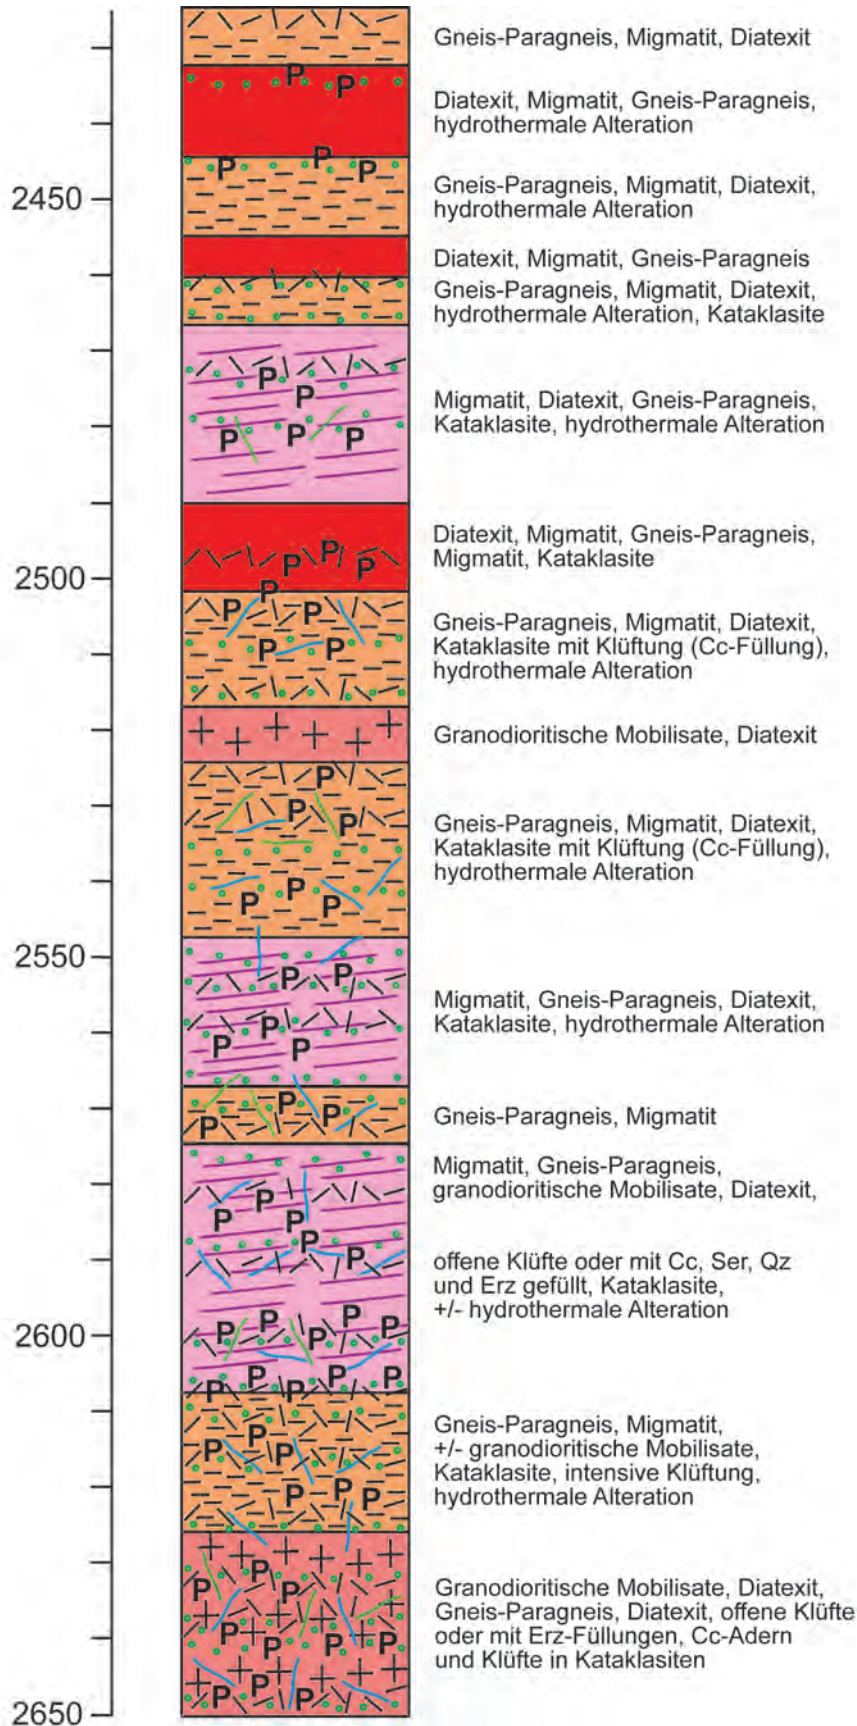 Gneis-Paragneis, Migmatit, Diatexit
P P
Diatexit, Migmatit, Gneis-Paragneis,
hydrothermale Alteration
P P P
2450
Gneis-Paragneis, Migmatit, Diatexit,
hydrothermale Alteration
Diatexit, Migmatit, Gneis-Paragneis
Gneis-Paragneis, Migmatit, Diatexit,
hydrothermale Alteration, Kataklasite
P P
Migmatit, Diatexit, Gneis-Paragneis,
Kataklasite, hydrothermale Alteration
P P P
Diatexit, Migmatit, Gneis-Paragneis,
Migmatit, Kataklasite
P P P
2500
P
P P
Gneis-Paragneis, Migmatit, Diatexit,
Kataklasite mit Klüftung (Cc-Füllung),
hydrothermale Alteration
P P
Granodioritische Mobilisate, Diatexit
P
P P
Gneis-Paragneis, Migmatit, Diatexit,
Kataklasite mit Klüftung (Cc-Füllung),
hydrothermale Alteration
P P P
2550
P P
Migmatit, Gneis-Paragneis, Diatexit,
Kataklasite, hydrothermale Alteration
P P P
P P P
Gneis-Paragneis, Migmatit
Migmatit, Gneis-Paragneis,
granodioritische Mobilisate, Diatexit,
P P P
P P
offene Klüfte oder mit Cc, Ser, Qz
und Erz gefüllt, Kataklasite,
+/- hydrothermale Alteration
2600
P P P P P
P P P
P P
Gneis-Paragneis, Migmatit,
+/- granodioritische Mobilisate,
Kataklasite, intensive Klüftung,
hydrothermale Alteration
P P P
P P P
P P P
Granodioritische Mobilisate, Diatexit,
Gneis-Paragneis, Diatexit, offene Klüfte
oder mit Erz-Füllungen, Cc-Adern
und Klüfte in Kataklasiten
P P P P
P P P P
2650